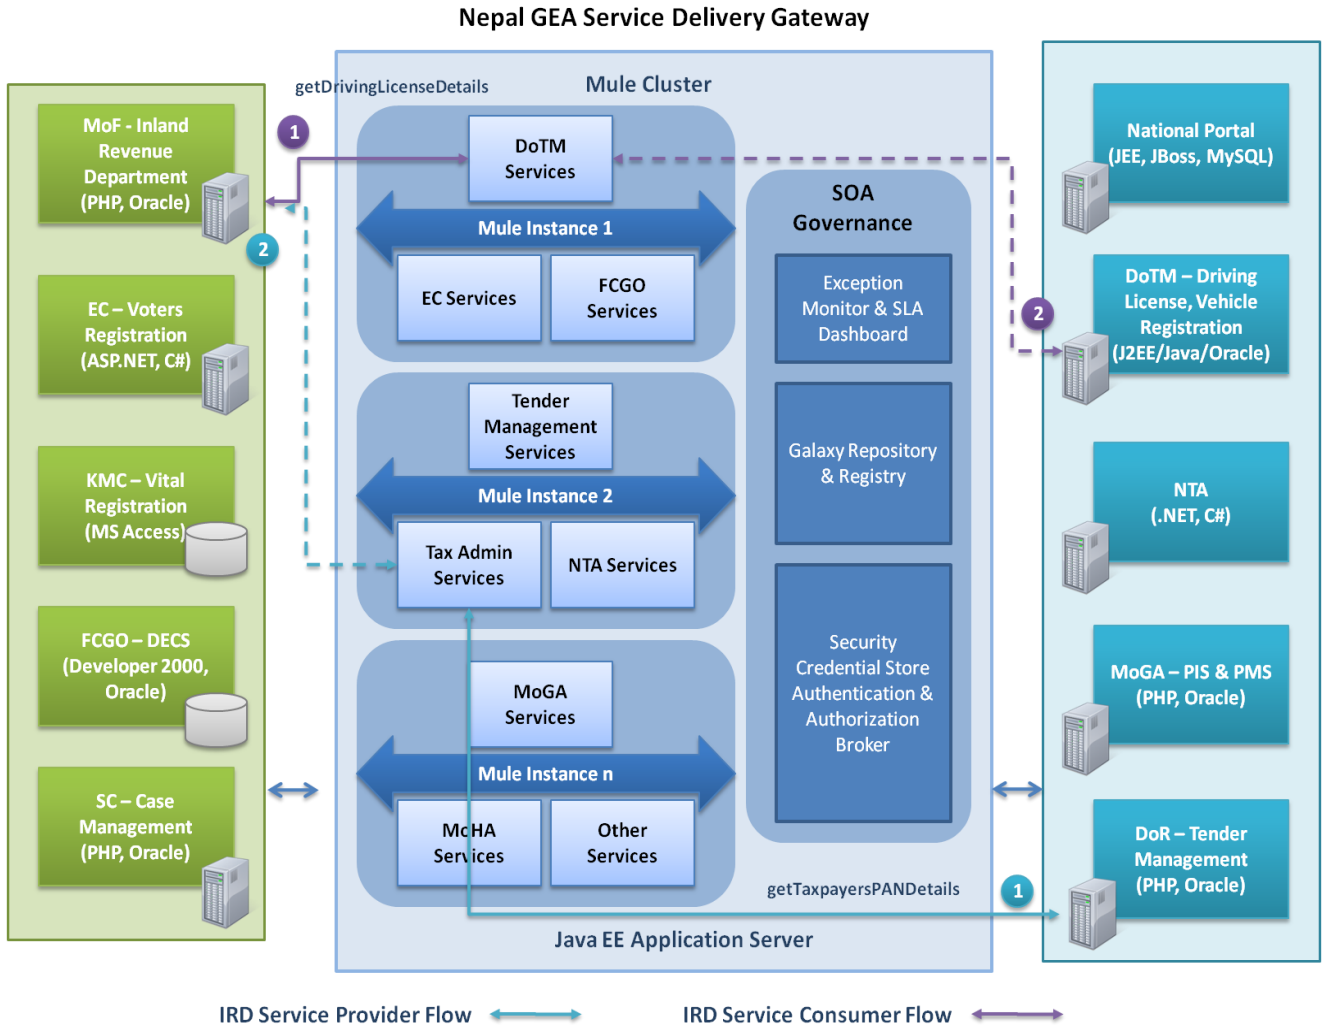 Nepal GEA Service Delivery Gateway
MoF - Inland
Revenue
Department
(PHP, Oracle)
EC – Voters
Registration
(ASP.NET, C#)
KMC – Vital
Registration
(MS Access)
FCGO – DECS
(Developer 2000,
Oracle)
SC – Case
Management
(PHP, Oracle)
getDrivingLicenseDetails
1
2
Mule Cluster
DoTM
Services
Mule Instance 1
EC Services
FCGO
Services
Tender
Management
Services
Mule Instance 2
Tax Admin
Services
NTA Services
MoGA
Services
Mule Instance n
MoHA
Services
Other
Services
SOA
Governance
Exception
Monitor & SLA
Dashboard
Galaxy Repository
& Registry
Security
Credential Store
Authentication &
Authorization
Broker
getTaxpayersPANDetails
1
Java EE Application Server
2
National Portal
(JEE, JBoss, MySQL)
DoTM – Driving
License, Vehicle
Registration
(J2EE/Java/Oracle)
NTA
(.NET, C#)
MoGA – PIS & PMS
(PHP, Oracle)
DoR – Tender
Management
(PHP, Oracle)
IRD Service Provider Flow
IRD Service Consumer Flow